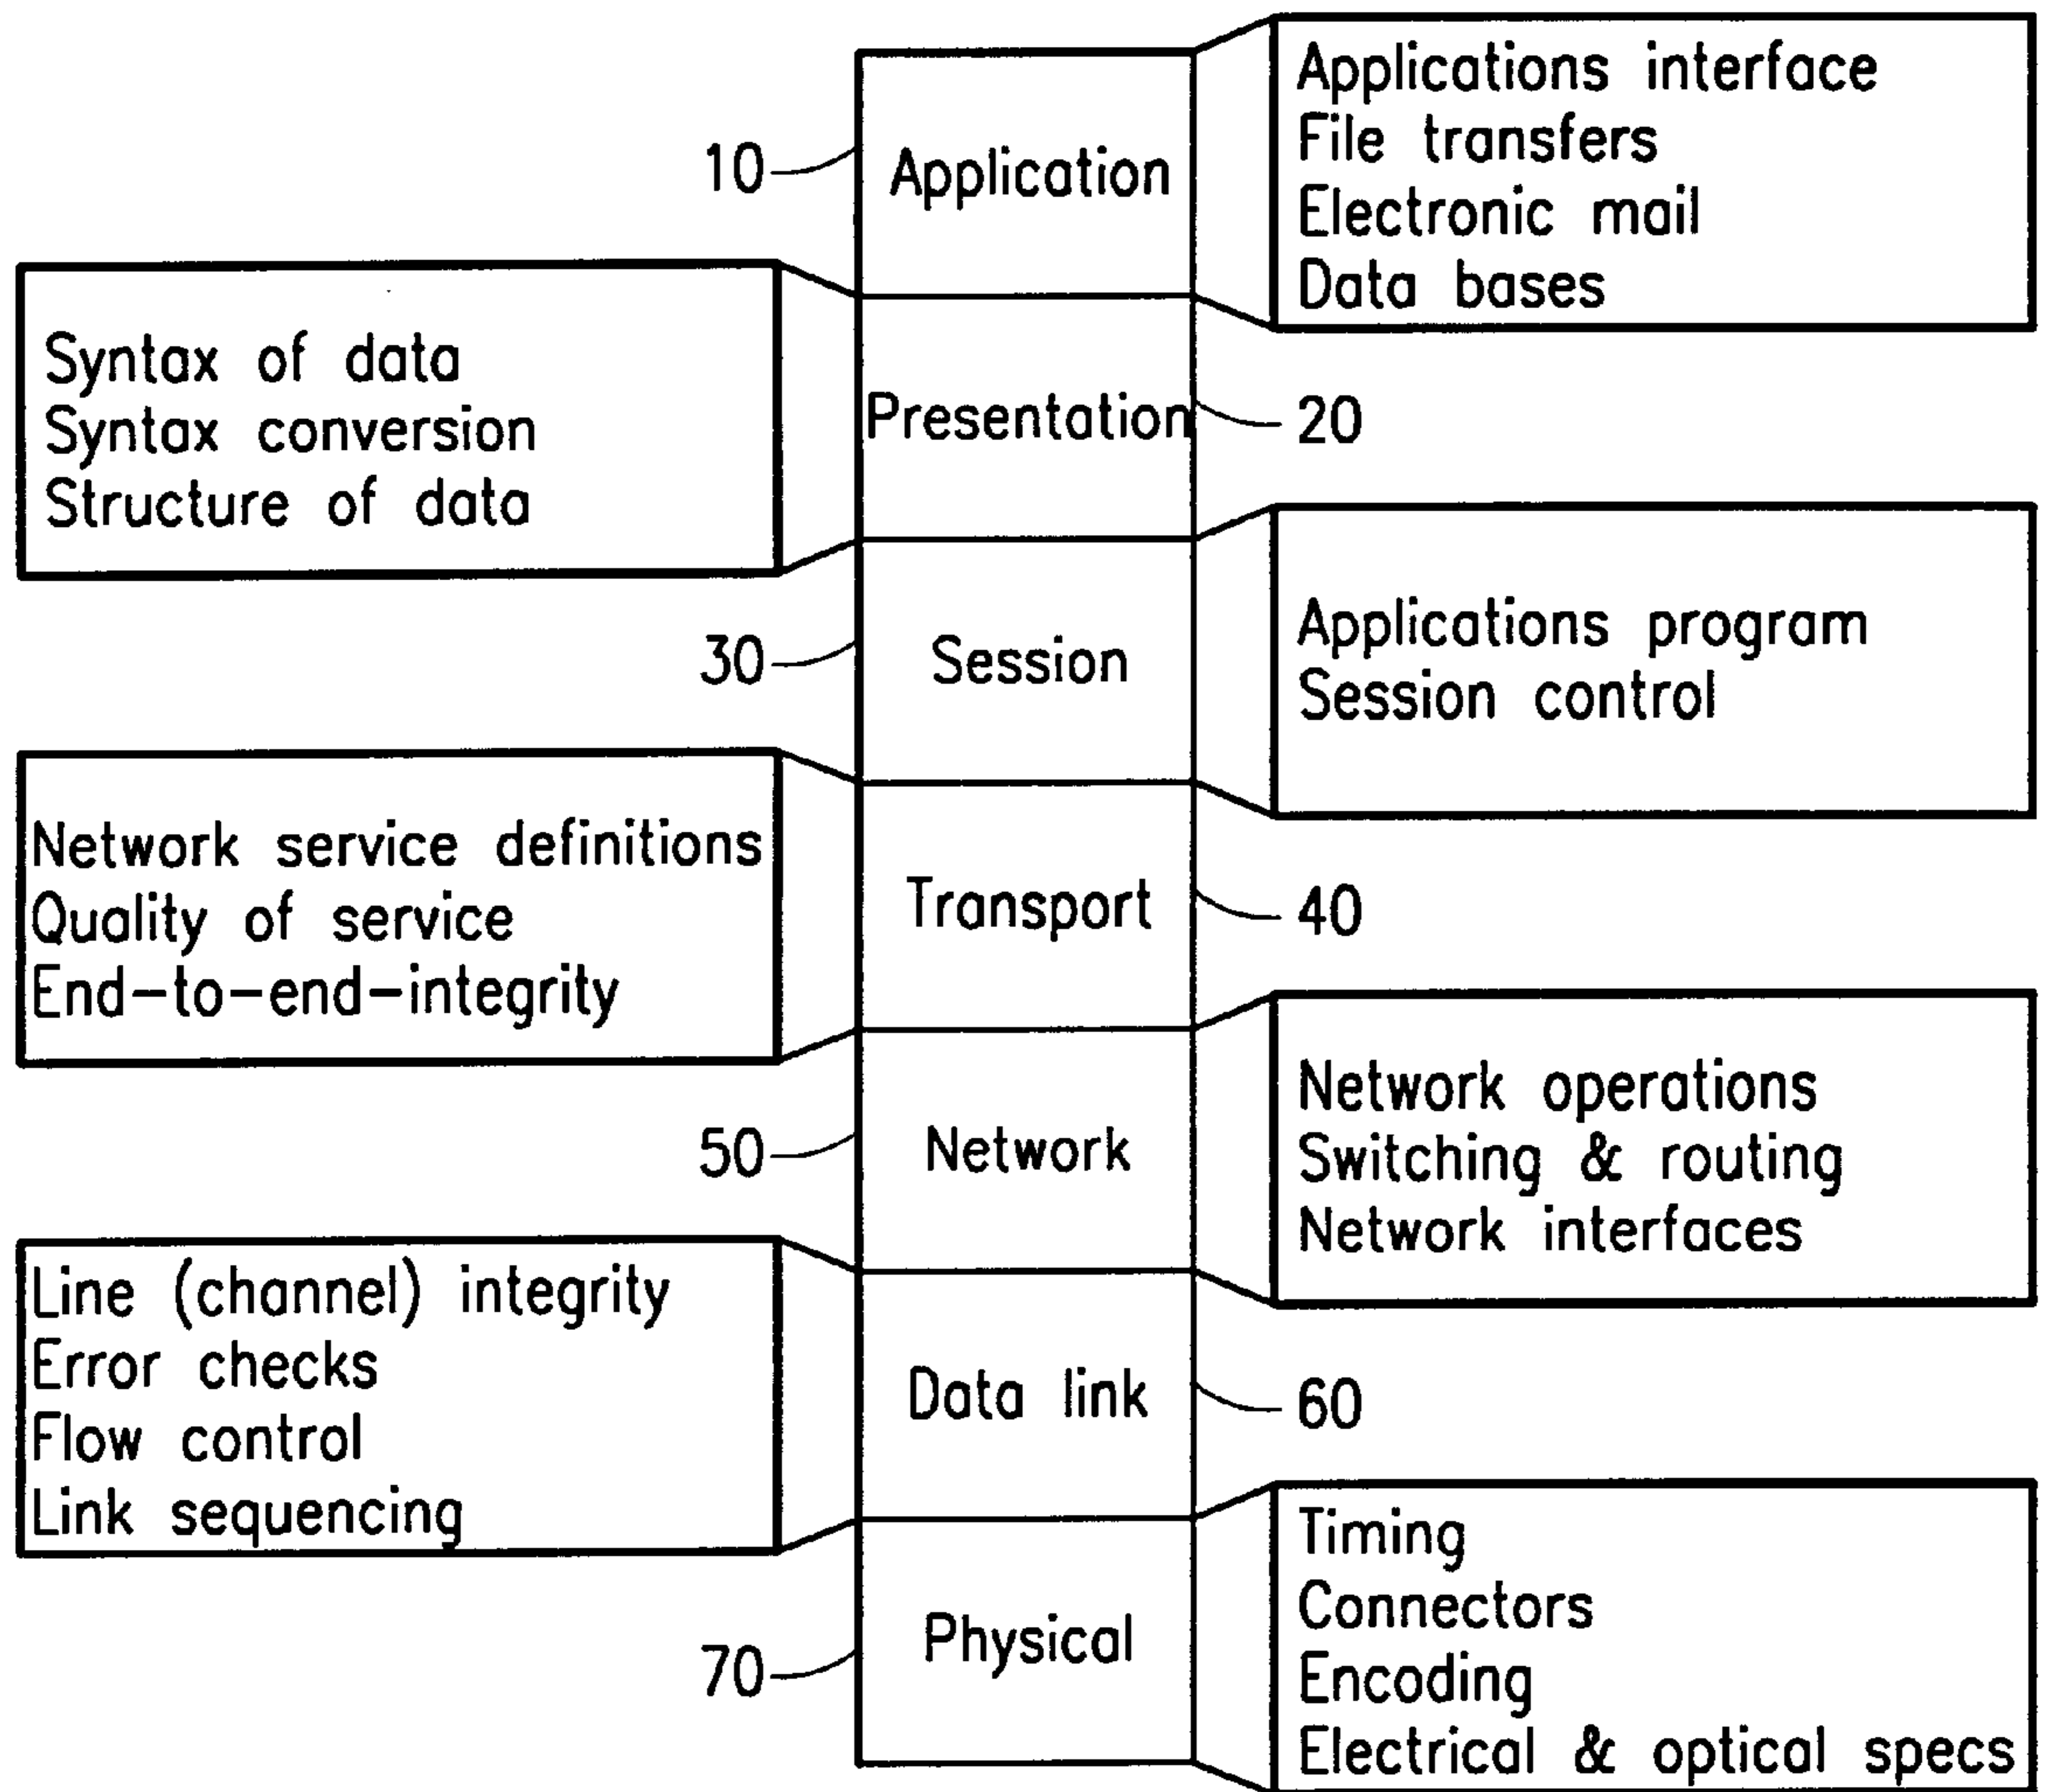 Applications interface
File transfers
Electronic mail
Data bases
10
Application
Syntax of data
Syntax conversion
Structure of data
Presentation
20
30
Session
Applications program
Session control
Network service definitions
Quality of service
End-to-end-integrity
Transport
40
50
Network
Network operations
Switching & routing
Network interfaces
Line (channel) integrity
Error checks
Flow control
Link sequencing
Data link
60
70
Physical
Timing
Connectors
Encoding
Electrical & optical specs